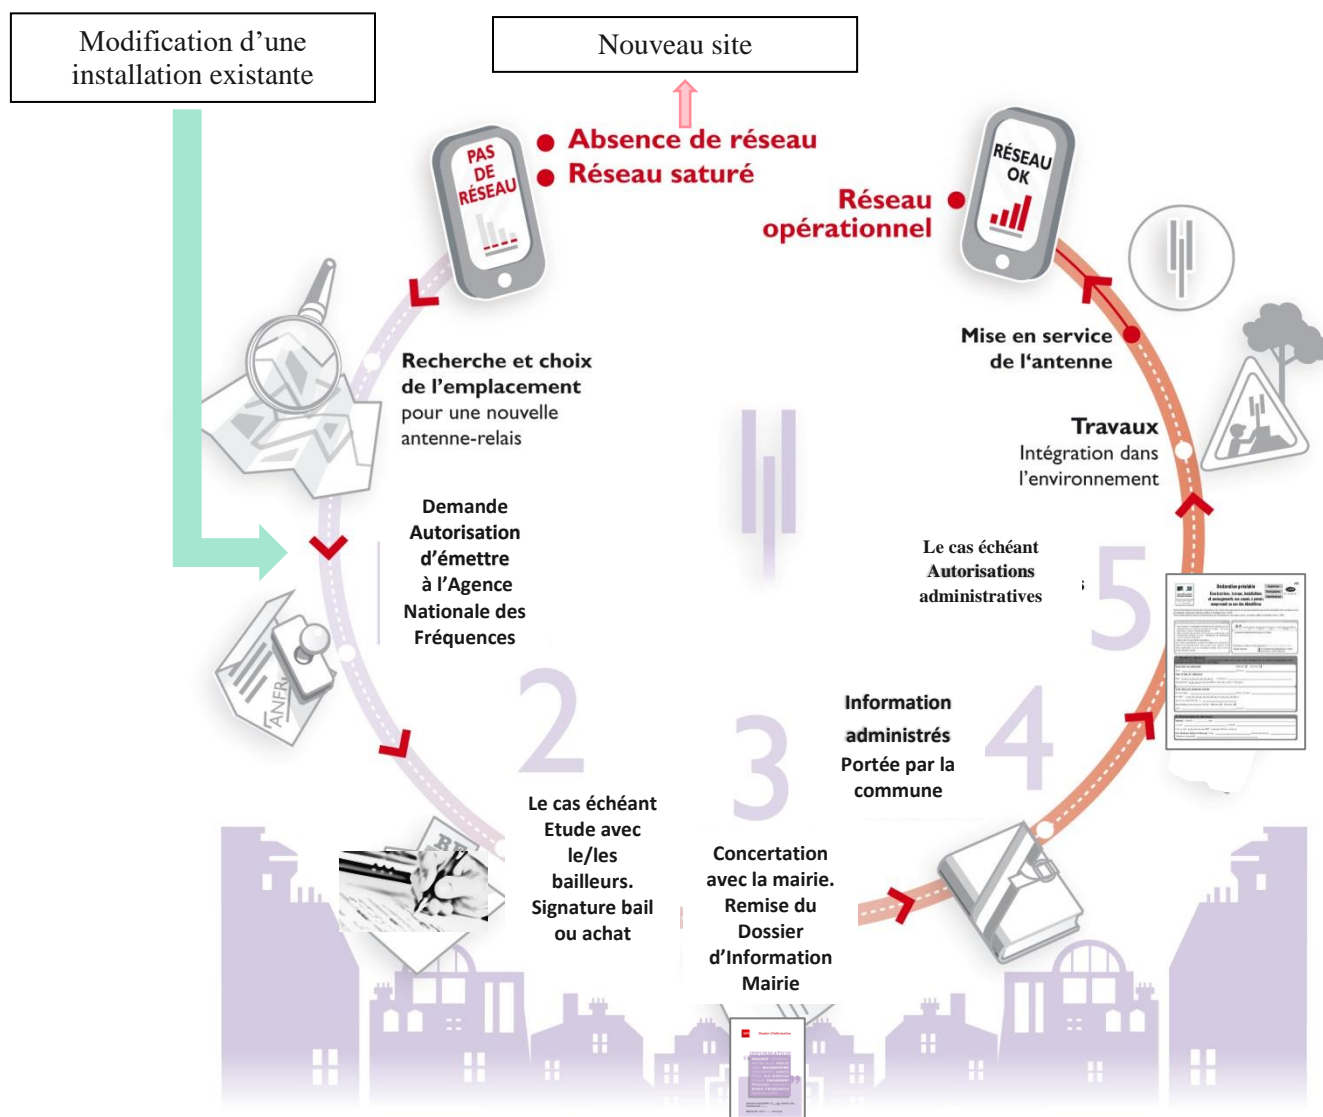 Modification d’une
installation existante
Nouveau site
PAS
DE
RÉSEAU
Absence de réseau
Réseau saturé
RÉSEAU
OK
Réseau
opérationnel
Recherche et choix
de l’emplacement
pour une nouvelle
antenne-relais
Demande
Autorisation
d’émettre
à l’Agence
Nationale des
Fréquences
ANFR
2
Le cas échéant
Etude avec
le/les
bailleurs.
Signature bail
ou achat
3
Concertation
avec la mairie.
Remise du
Dossier
d’Information
Mairie
4
Information
administrés
Portée par la
commune
5
Le cas échéant
Autorisations
administratives
Déclaration préalable
Travaux
Intégration dans
l’environnement
Mise en service
de l‘antenne